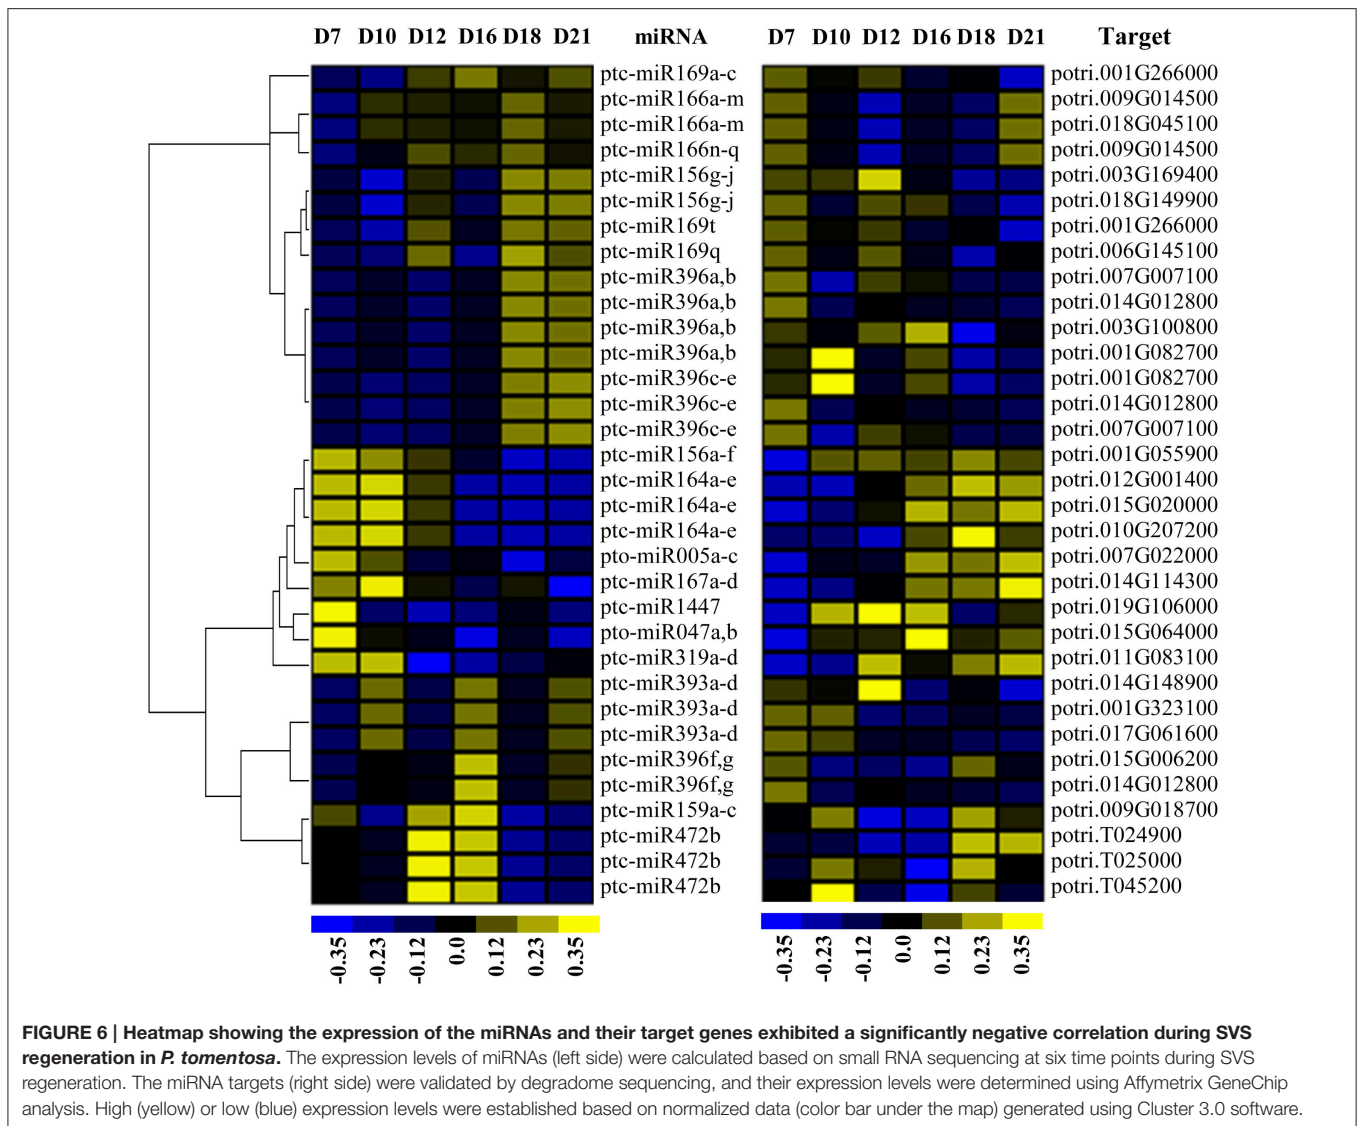 D7 D10 D12 D16 D18 D21 miRNA D7 D10 D12 D16 D18 D21 Target
ptc-miR169a-c potri.001G266000
ptc-miR166a-m potri.009G014500
ptc-miR166a-m potri.018G045100
ptc-miR166n-q potri.009G014500
ptc-miR156g-j potri.003G169400
ptc-miR156g-j potri.018G149900
ptc-miR169t potri.001G266000
ptc-miR169q potri.006G145100
ptc-miR396a,b potri.007G007100
ptc-miR396a,b potri.014G012800
ptc-miR396a,b potri.003G100800
ptc-miR396a,b potri.001G082700
ptc-miR396c-e potri.001G082700
ptc-miR396c-e potri.014G012800
ptc-miR396c-e potri.007G007100
ptc-miR156a-f potri.001G055900
ptc-miR164a-e potri.012G001400
ptc-miR164a-e potri.015G020000
ptc-miR164a-e potri.010G207200
pto-miR005a-c potri.007G022000
ptc-miR167a-d potri.014G114300
ptc-miR1447 potri.019G106000
pto-miR047a,b potri.015G064000
ptc-miR319a-d potri.011G083100
ptc-miR393a-d potri.014G148900
ptc-miR393a-d potri.001G323100
ptc-miR393a-d potri.017G061600
ptc-miR396f,g potri.015G006200
ptc-miR396f,g potri.014G012800
ptc-miR159a-c potri.009G018700
ptc-miR472b potri.T024900
ptc-miR472b potri.T025000
ptc-miR472b potri.T045200
-0.35 -0.23 -0.12 0.0 0.12 0.23 0.35 -0.35 -0.23 -0.12 0.0 0.12 0.23 0.35
FIGURE 6 | Heatmap showing the expression of the miRNAs and their target genes exhibited a significantly negative correlation during SVS
regeneration in P. tomentosa. The expression levels of miRNAs (left side) were calculated based on small RNA sequencing at six time points during SVS
regeneration. The miRNA targets (right side) were validated by degradome sequencing, and their expression levels were determined using Affymetrix GeneChip
analysis. High (yellow) or low (blue) expression levels were established based on normalized data (color bar under the map) generated using Cluster 3.0 software.